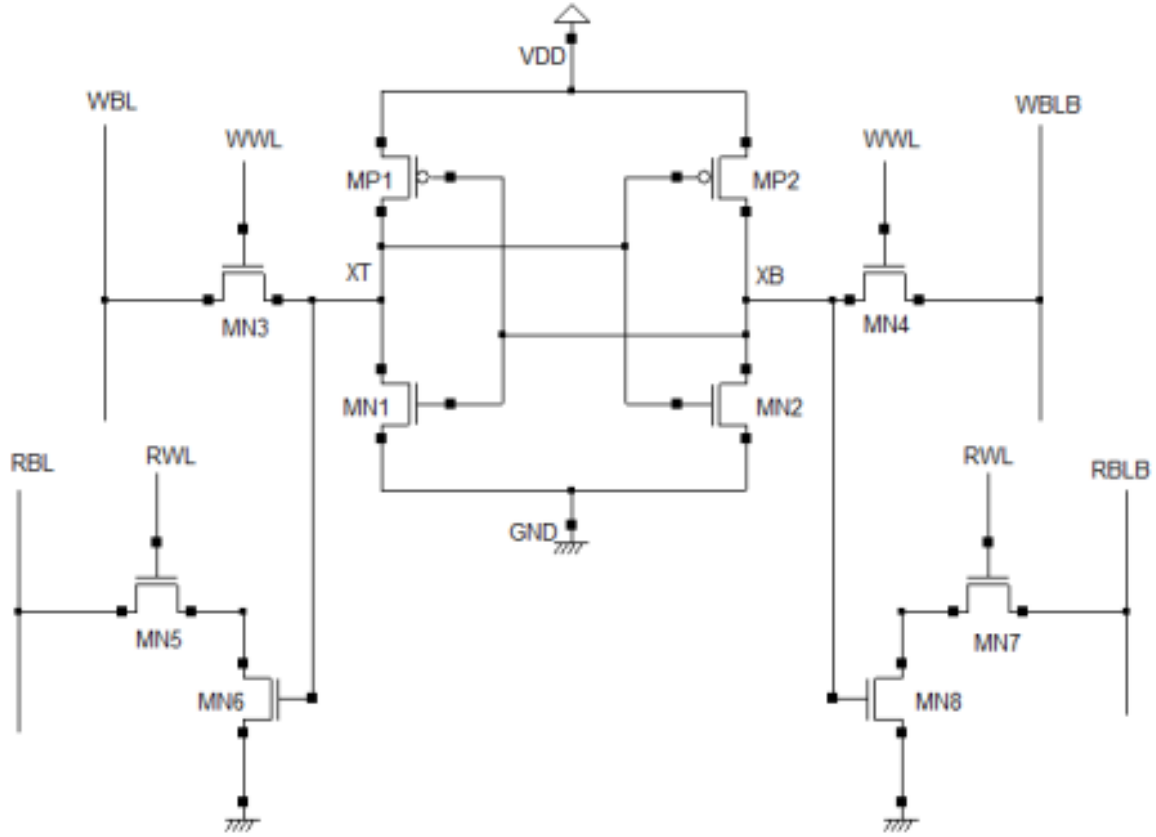 VDD
WBL
WBLB
WWL
WWL
MP1
MP2
XT
XB
MN3
MN4
MN1
MN2
RBL
RWL
RWL
RBLB
GND
MN5
MN7
MN6
MN8